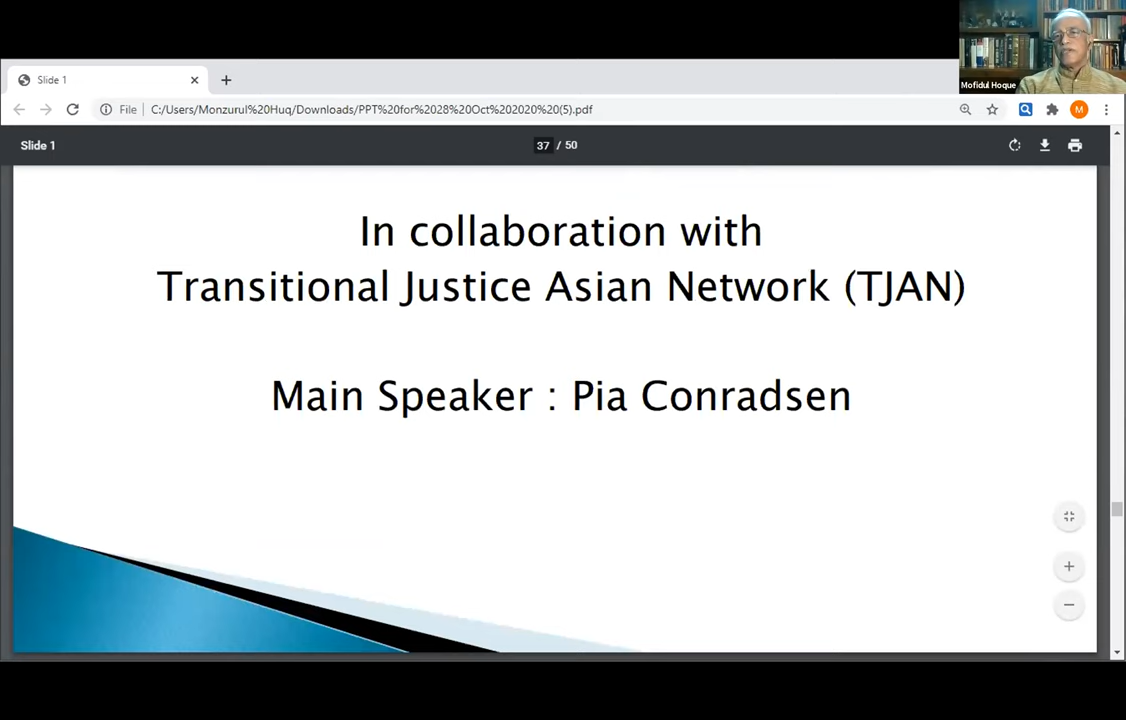 Mofidul Hoque
Slide 1
File
C:/Users/Monzurul%20Huq/Downloads/PPT%20for%2028%20Oct%202020%20(5).pdf
M
Slide 1
37 / 50
In collaboration with
Transitional Justice Asian Network (TJAN)
Main Speaker : Pia Conradsen